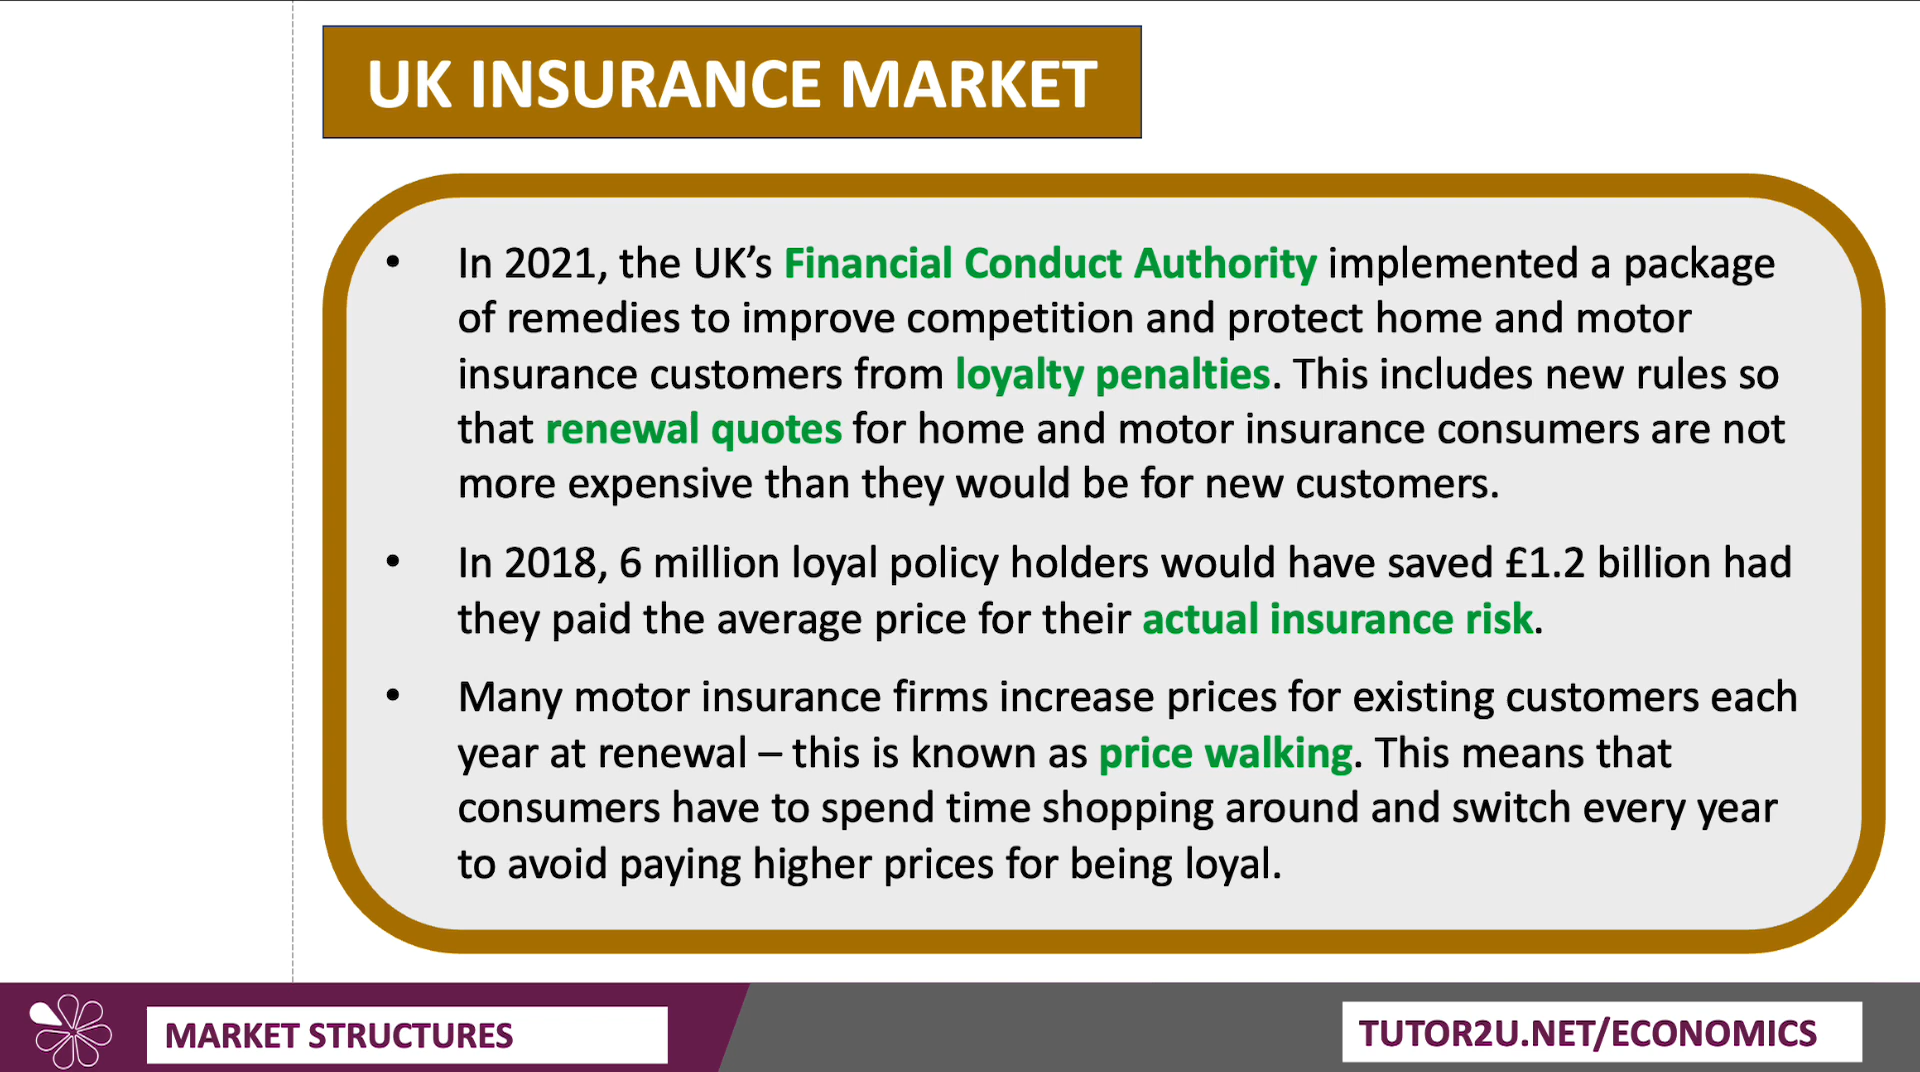 UK INSURANCE MARKET
• In 2021, the UK’s Financial Conduct Authority implemented a package
of remedies to improve competition and protect home and motor
insurance customers from loyalty penalties. This includes new rules so
that renewal quotes for home and motor insurance consumers are not
more expensive than they would be for new customers.
• In 2018, 6 million loyal policy holders would have saved £1.2 billion had
they paid the average price for their actual insurance risk.
• Many motor insurance firms increase prices for existing customers each
year at renewal – this is known as price walking. This means that
consumers have to spend time shopping around and switch every year
to avoid paying higher prices for being loyal.
MARKET STRUCTURES
TUTOR2U.NET/ECONOMICS